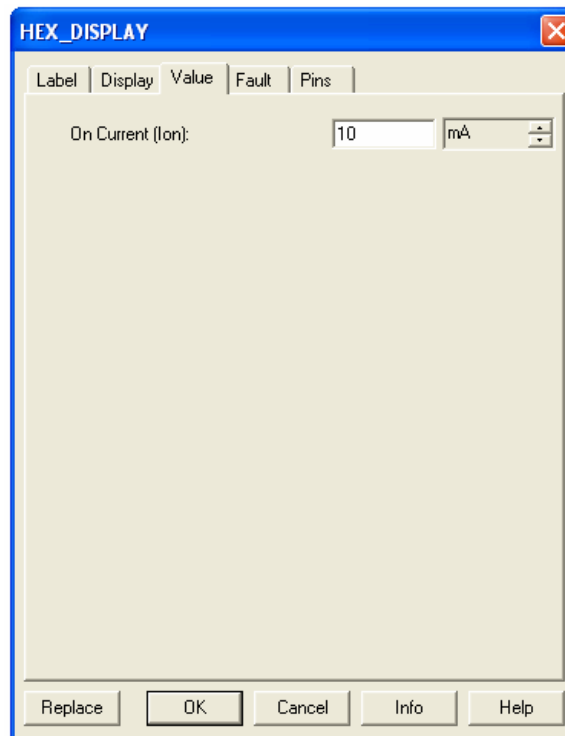 HEX_DISPLAY
Label Display Value Fault Pins
On Current (Ion): 10 mA
Replace OK Cancel Info Help